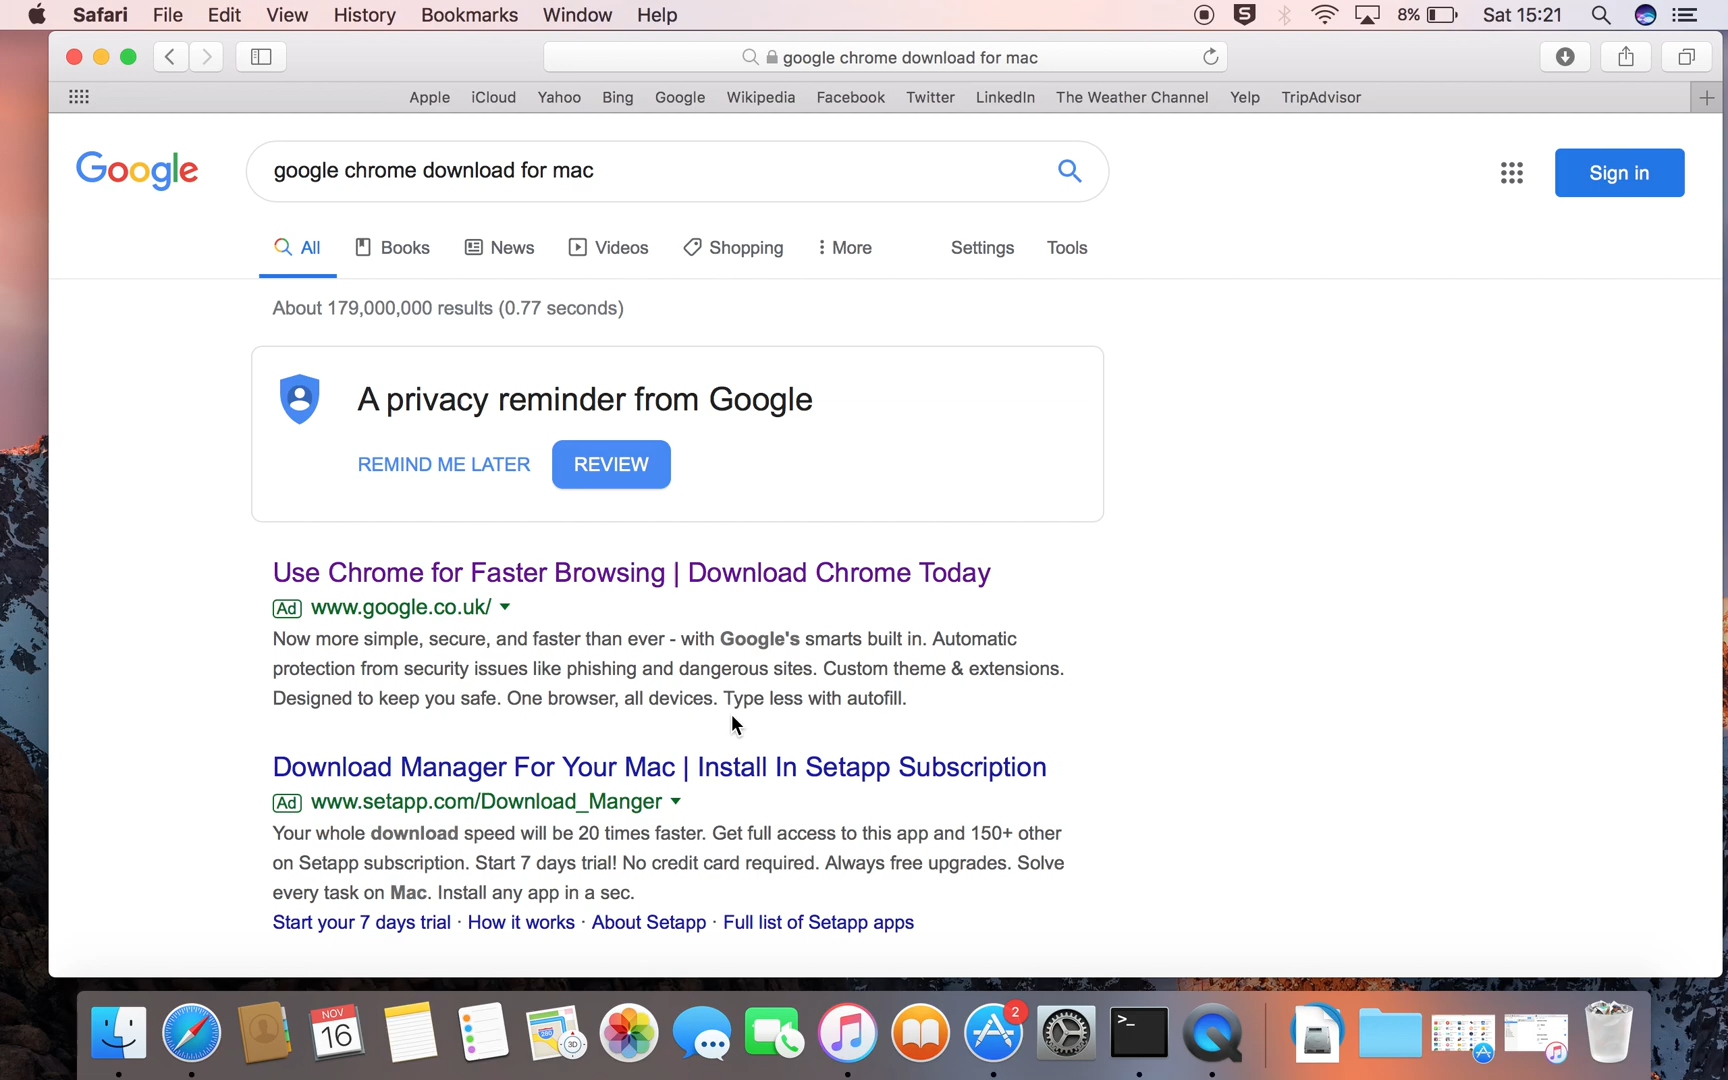 Safari File Edit View History Bookmarks Window Help 8% Sat 15:21
google chrome download for mac
Apple iCloud Yahoo Bing Google Wikipedia Facebook Twitter LinkedIn The Weather Channel Yelp TripAdvisor
Google google chrome download for mac Sign in
All Books News Videos Shopping More Settings Tools
About 179,000,000 results (0.77 seconds)
A privacy reminder from Google
REMIND ME LATER REVIEW
Use Chrome for Faster Browsing | Download Chrome Today
Ad www.google.co.uk/
Now more simple, secure, and faster than ever - with Google's smarts built in. Automatic
protection from security issues like phishing and dangerous sites. Custom theme & extensions.
Designed to keep you safe. One browser, all devices. Type less with autofill.
Download Manager For Your Mac | Install In Setapp Subscription
Ad www.setapp.com/Download_Manger
Your whole download speed will be 20 times faster. Get full access to this app and 150+ other
on Setapp subscription. Start 7 days trial! No credit card required. Always free upgrades. Solve
every task on Mac. Install any app in a sec.
Start your 7 days trial · How it works · About Setapp · Full list of Setapp apps
NOV
16
3D
2
>_